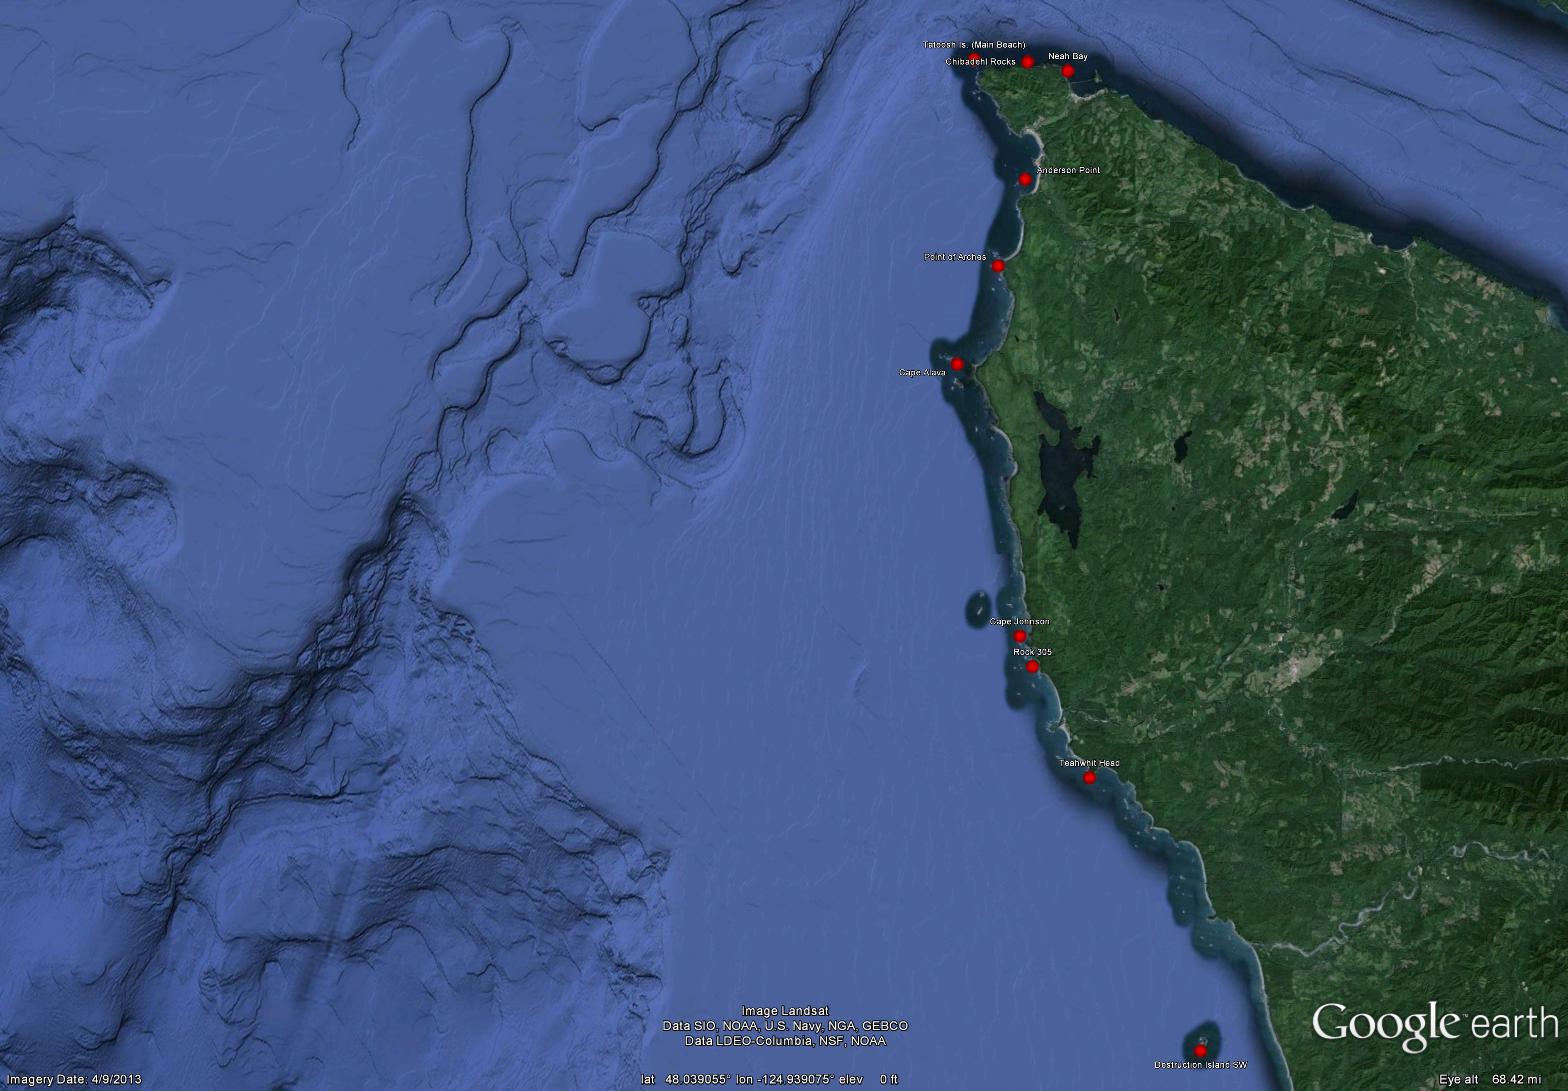 Tatoosh Is. (Main Beach)
Chibadehl Rocks
Neah Bay
Anderson Point
Point of Arches
Cape Alava
Cape Johnson
Rock 305
Teahwhit Head
Destruction Island SW
Image Landsat
Data SIO, NOAA, U.S. Navy, NGA, GEBCO
Data LDEO-Columbia, NSF, NOAA
Google earth
Imagery Date: 4/9/2013
lat 48.039055° lon -124.939075° elev 0 ft
Eye alt 68.42 mi